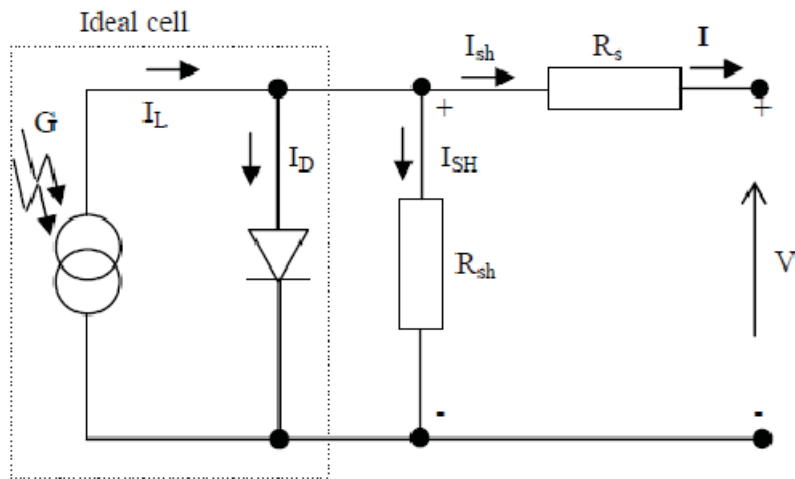 Ideal cell
I_sh R_s I
G I_L + +
I_D I_SH
R_sh V
- -